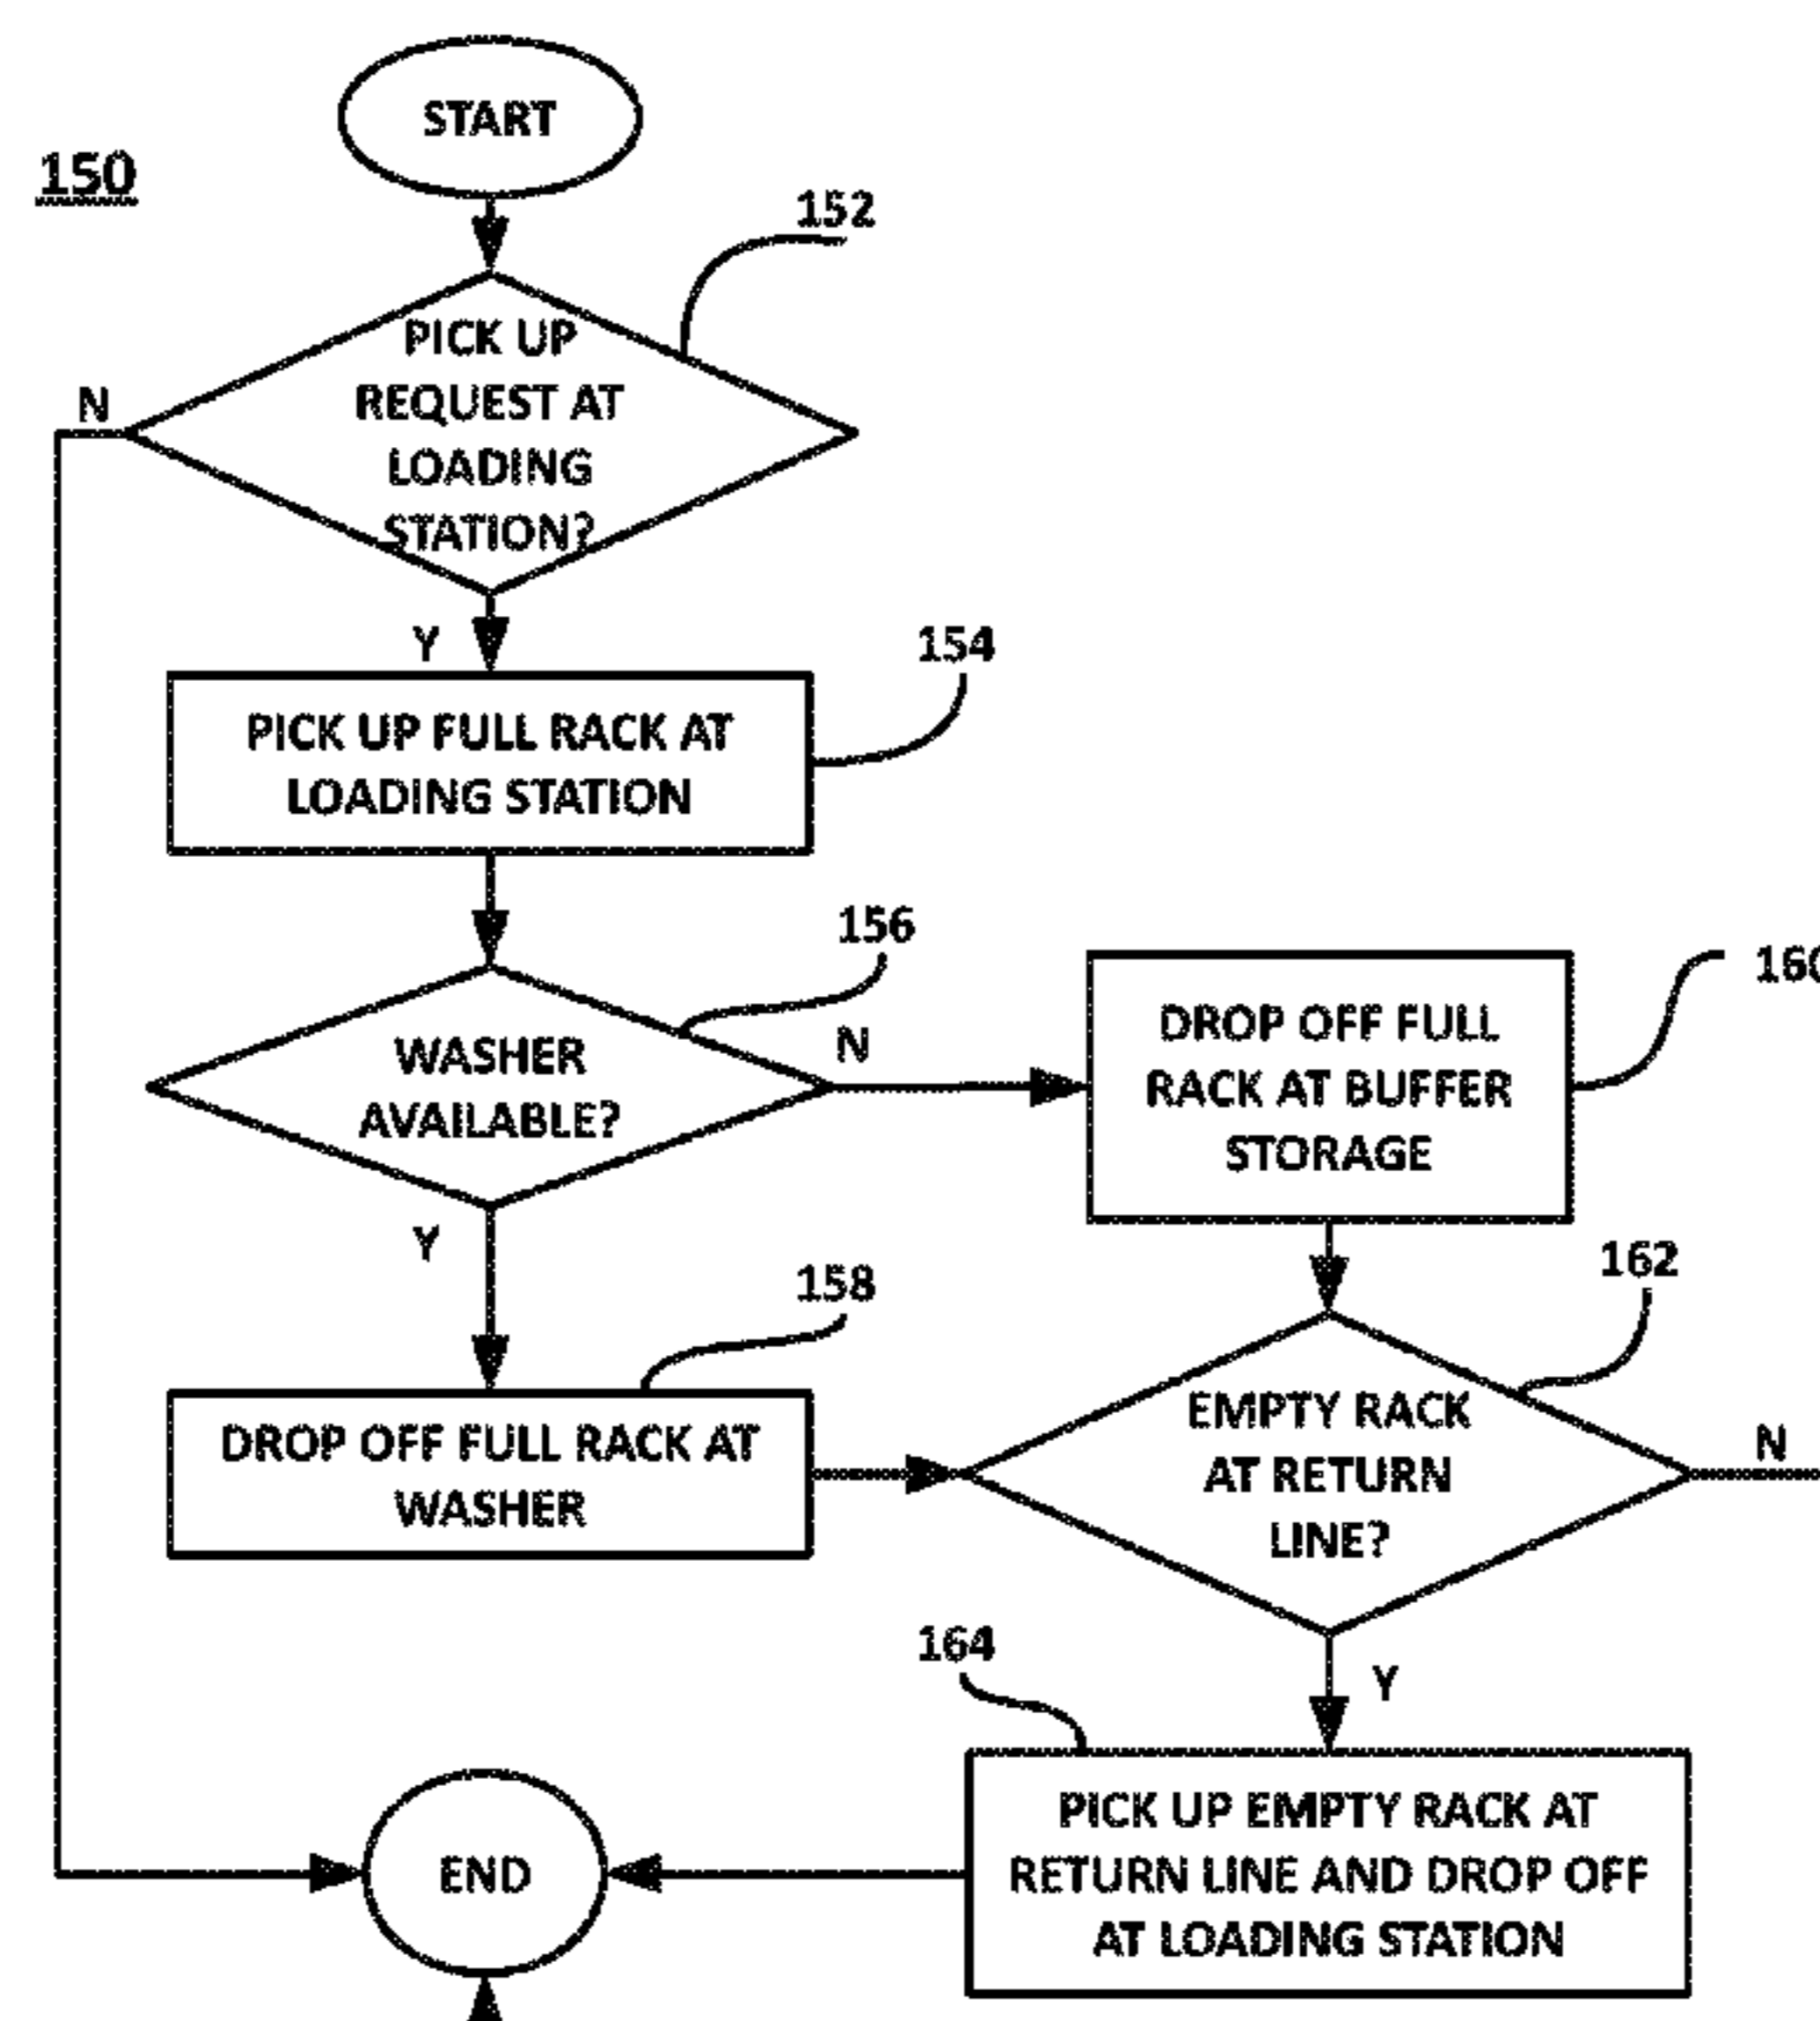 START
150
152
PICK UP
REQUEST AT
LOADING
STATION?
N
Y
154
PICK UP FULL RACK AT
LOADING STATION
156
WASHER
AVAILABLE?
N
160
DROP OFF FULL
RACK AT BUFFER
STORAGE
Y
158
DROP OFF FULL RACK AT
WASHER
162
EMPTY RACK
AT RETURN
LINE?
N
Y
164
PICK UP EMPTY RACK AT
RETURN LINE AND DROP OFF
AT LOADING STATION
END